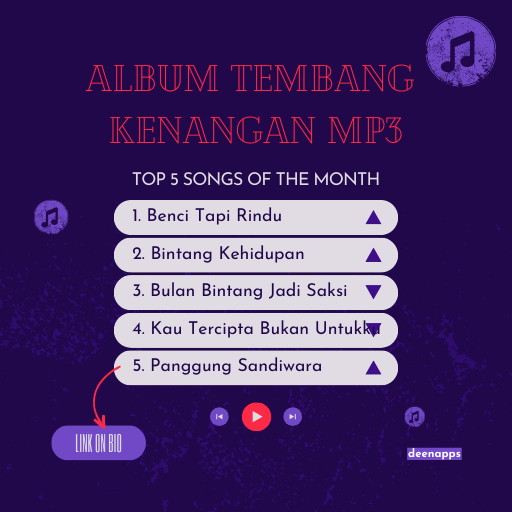 ALBUM TEMBANG
KENANGAN MP3
TOP 5 SONGS OF THE MONTH
1. Benci Tapi Rindu
2. Bintang Kehidupan
3. Bulan Bintang Jadi Saksi
4. Kau Tercipta Bukan Untukku
5. Panggung Sandiwara
LINK ON BIO
deenapps